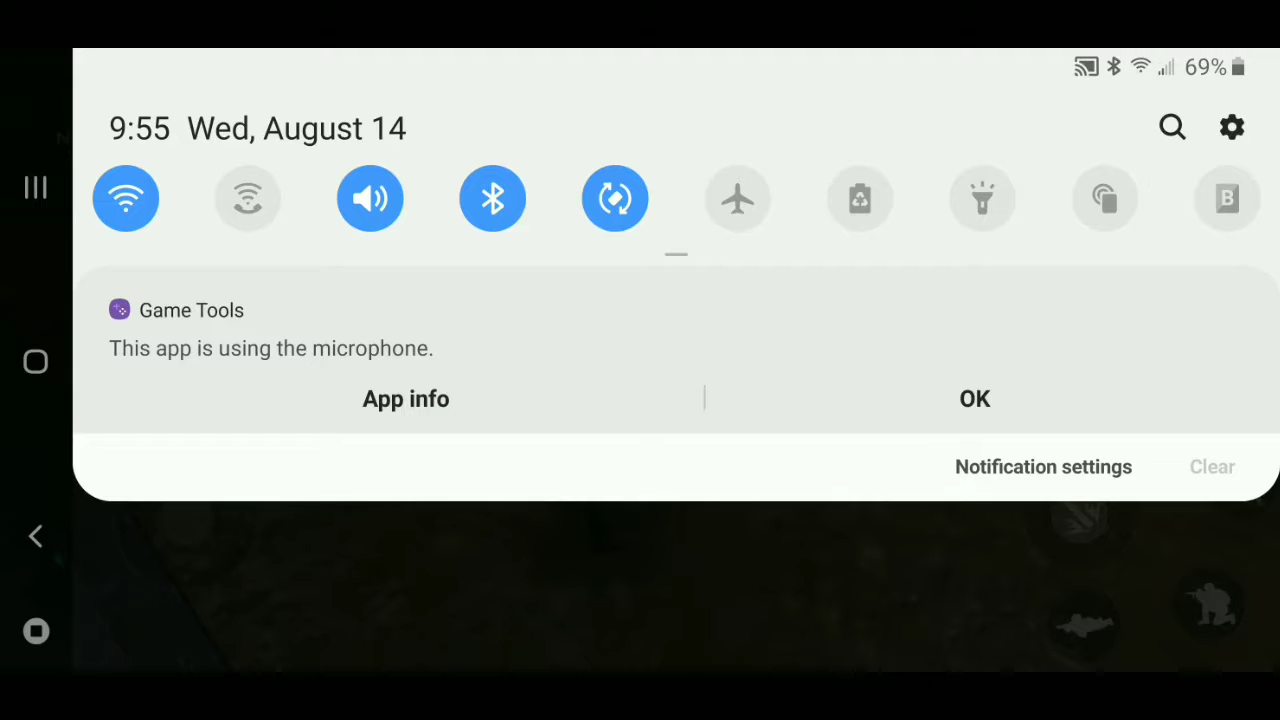 69%
9:55 Wed, August 14
B
Game Tools
This app is using the microphone.
App info
OK
Notification settings
Clear